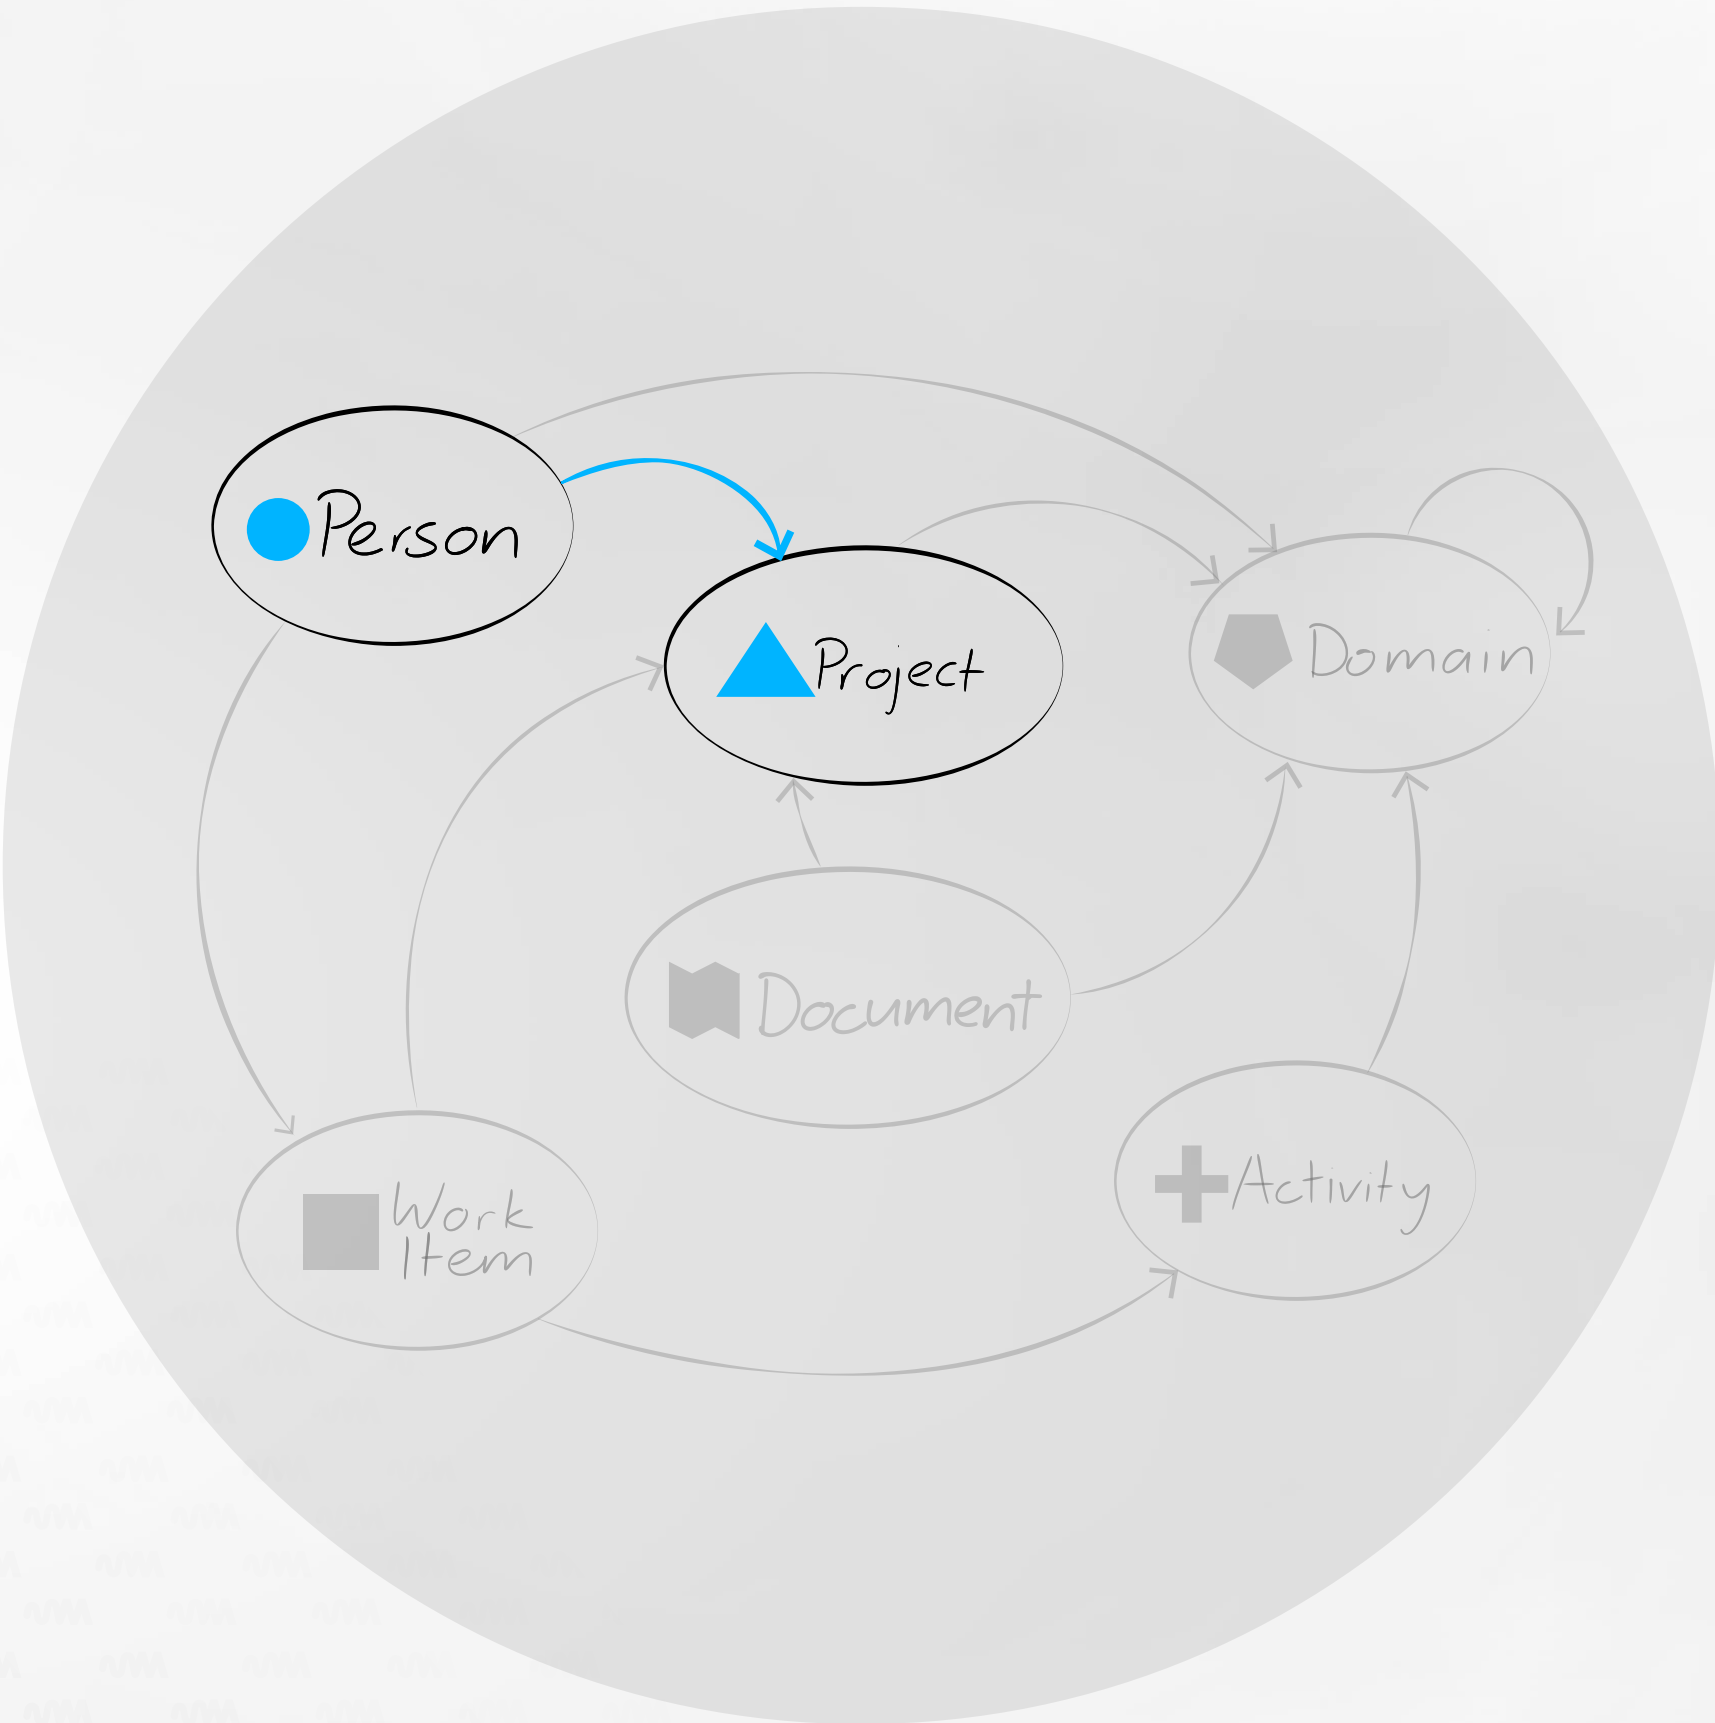 Person
Project
Domain
Document
Work
Item
Activity